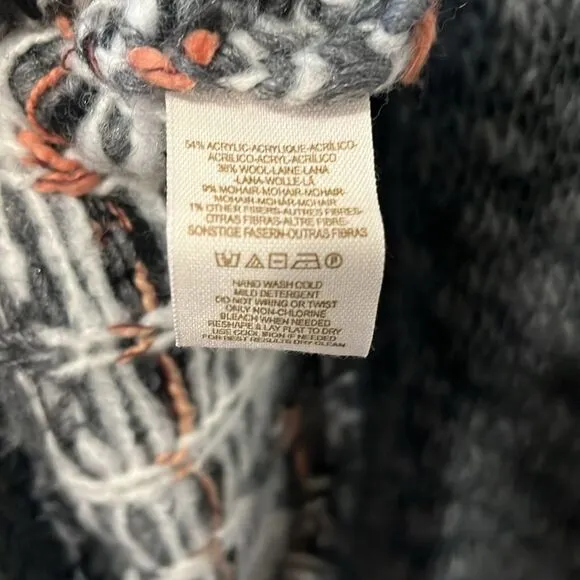 54% ACRYLIC-ACRYLIQUE-ACRÍLICO-
ACRILICO-ACRYL-ACRÍLICO
36% WOOL-LAINE-LANA
-LANA-WOLLE-LÃ
9% MOHAIR-MOHAIR-MOHAIR-
MOHAIR-MOHAIR-MOHAIR
1% OTHER FIBERS-AUTRES FIBRES-
OTRAS FIBRAS-ALTRE FIBRE-
SONSTIGE FASERN-OUTRAS FIBRAS
P
HAND WASH COLD
MILD DETERGENT
DO NOT WRING OR TWIST
ONLY NON-CHLORINE
BLEACH WHEN NEEDED
RESHAPE & LAY FLAT TO DRY
USE COOL IRON IF NEEDED
FOR BEST RESULTS DRY CLEAN